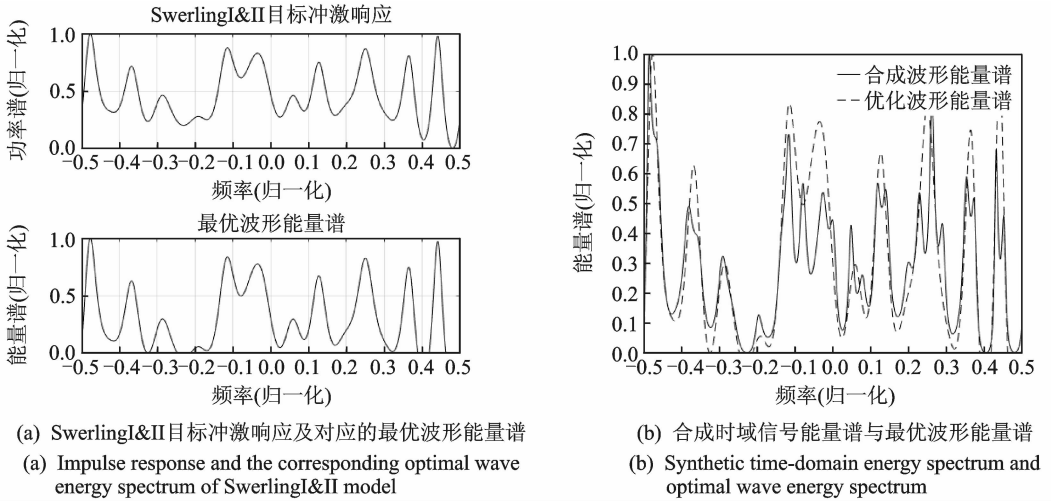 SwerlingI&II目标冲激响应
功率谱(归一化)
1.0
0.5
0.0
−0.5 −0.4 −0.3 −0.2 −0.1 0.0 0.1 0.2 0.3 0.4 0.5
频率(归一化)
最优波形能量谱
能量谱(归一化)
1.0
0.5
0.0
−0.5 −0.4 −0.3 −0.2 −0.1 0.0 0.1 0.2 0.3 0.4 0.5
频率(归一化)
(a) SwerlingI&II目标冲激响应及对应的最优波形能量谱
(a) Impulse response and the corresponding optimal wave
energy spectrum of SwerlingI&II model
合成波形能量谱
优化波形能量谱
能量谱(归一化)
1.0
0.9
0.8
0.7
0.6
0.5
0.4
0.3
0.2
0.1
0.0
−0.5 −0.4 −0.3 −0.2 −0.1 0.0 0.1 0.2 0.3 0.4 0.5
频率(归一化)
(b) 合成时域信号能量谱与最优波形能量谱
(b) Synthetic time-domain energy spectrum and
optimal wave energy spectrum